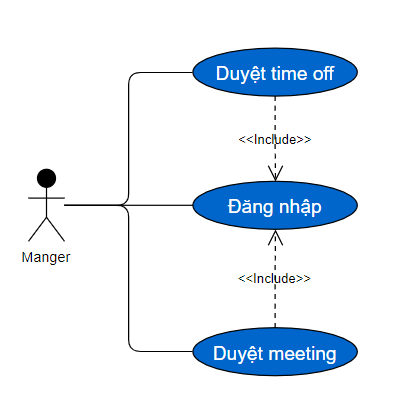 Duyệt time off
<<Include>>
Đăng nhập
Manger
<<Include>>
Duyệt meeting